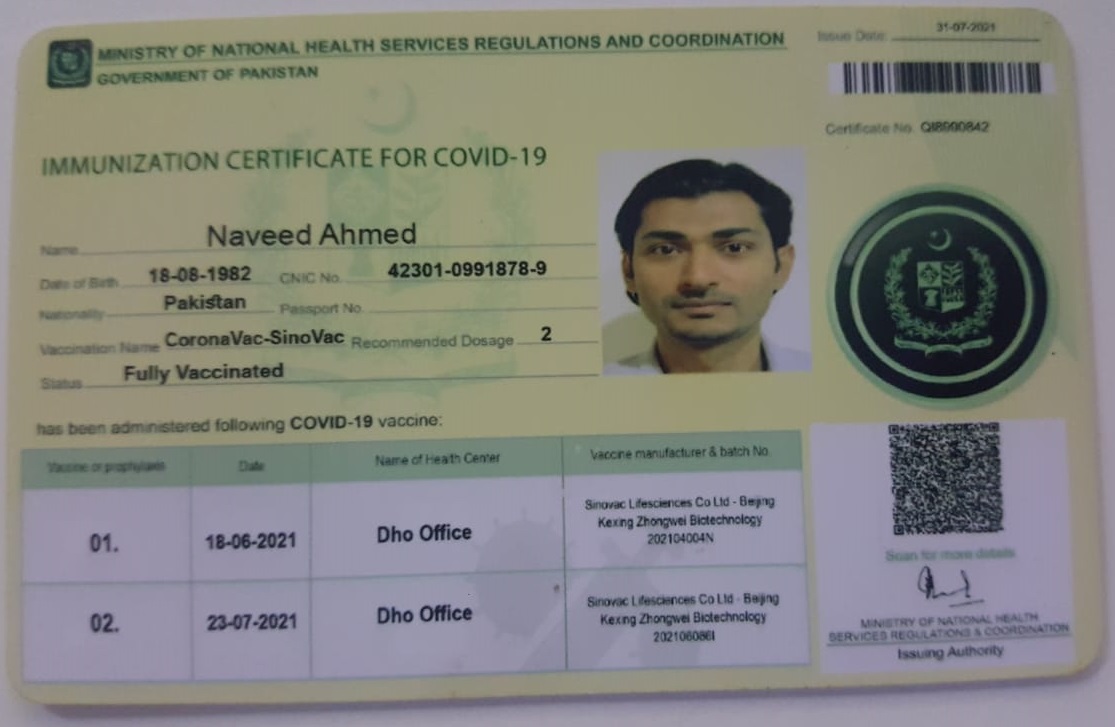 MINISTRY OF NATIONAL HEALTH SERVICES REGULATIONS AND COORDINATION
GOVERNMENT OF PAKISTAN
Issue Date 31-07-2021
Certificate No. QI8990842
IMMUNIZATION CERTIFICATE FOR COVID-19
Name Naveed Ahmed
Date of Birth 18-08-1982 CNIC No. 42301-0991878-9
Nationality Pakistan Passport No.
Vaccination Name CoronaVac-SinoVac Recommended Dosage 2
Status Fully Vaccinated
has been administered following COVID-19 vaccine:
Vaccine or prophylaxis Date Name of Health Center Vaccine manufacturer & batch No.
01. 18-06-2021 Dho Office Sinovac Lifesciences Co Ltd - Beijing
Kexing Zhongwei Biotechnology
202104004N
02. 23-07-2021 Dho Office Sinovac Lifesciences Co Ltd - Beijing
Kexing Zhongwei Biotechnology
202106086I
Scan for more details
MINISTRY OF NATIONAL HEALTH
SERVICES REGULATIONS & COORDINATION
Issuing Authority